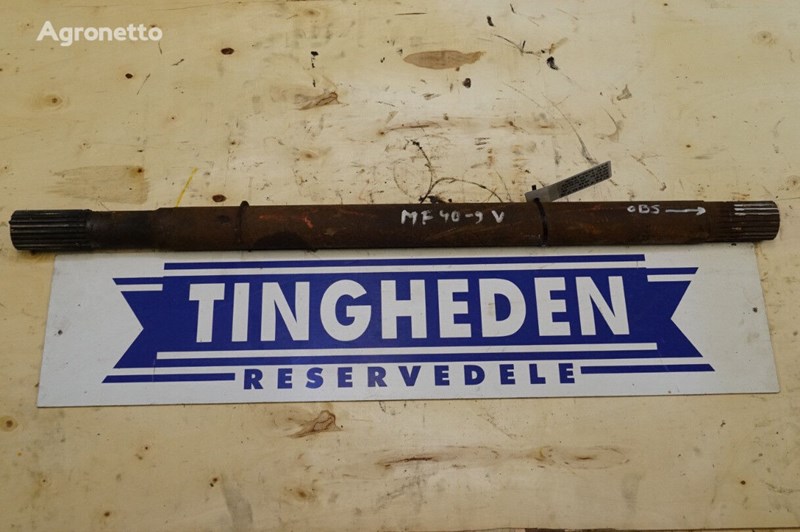 Agronetto
MF 40-9 V
OBS
TINGHEDEN
RESERVEDELE